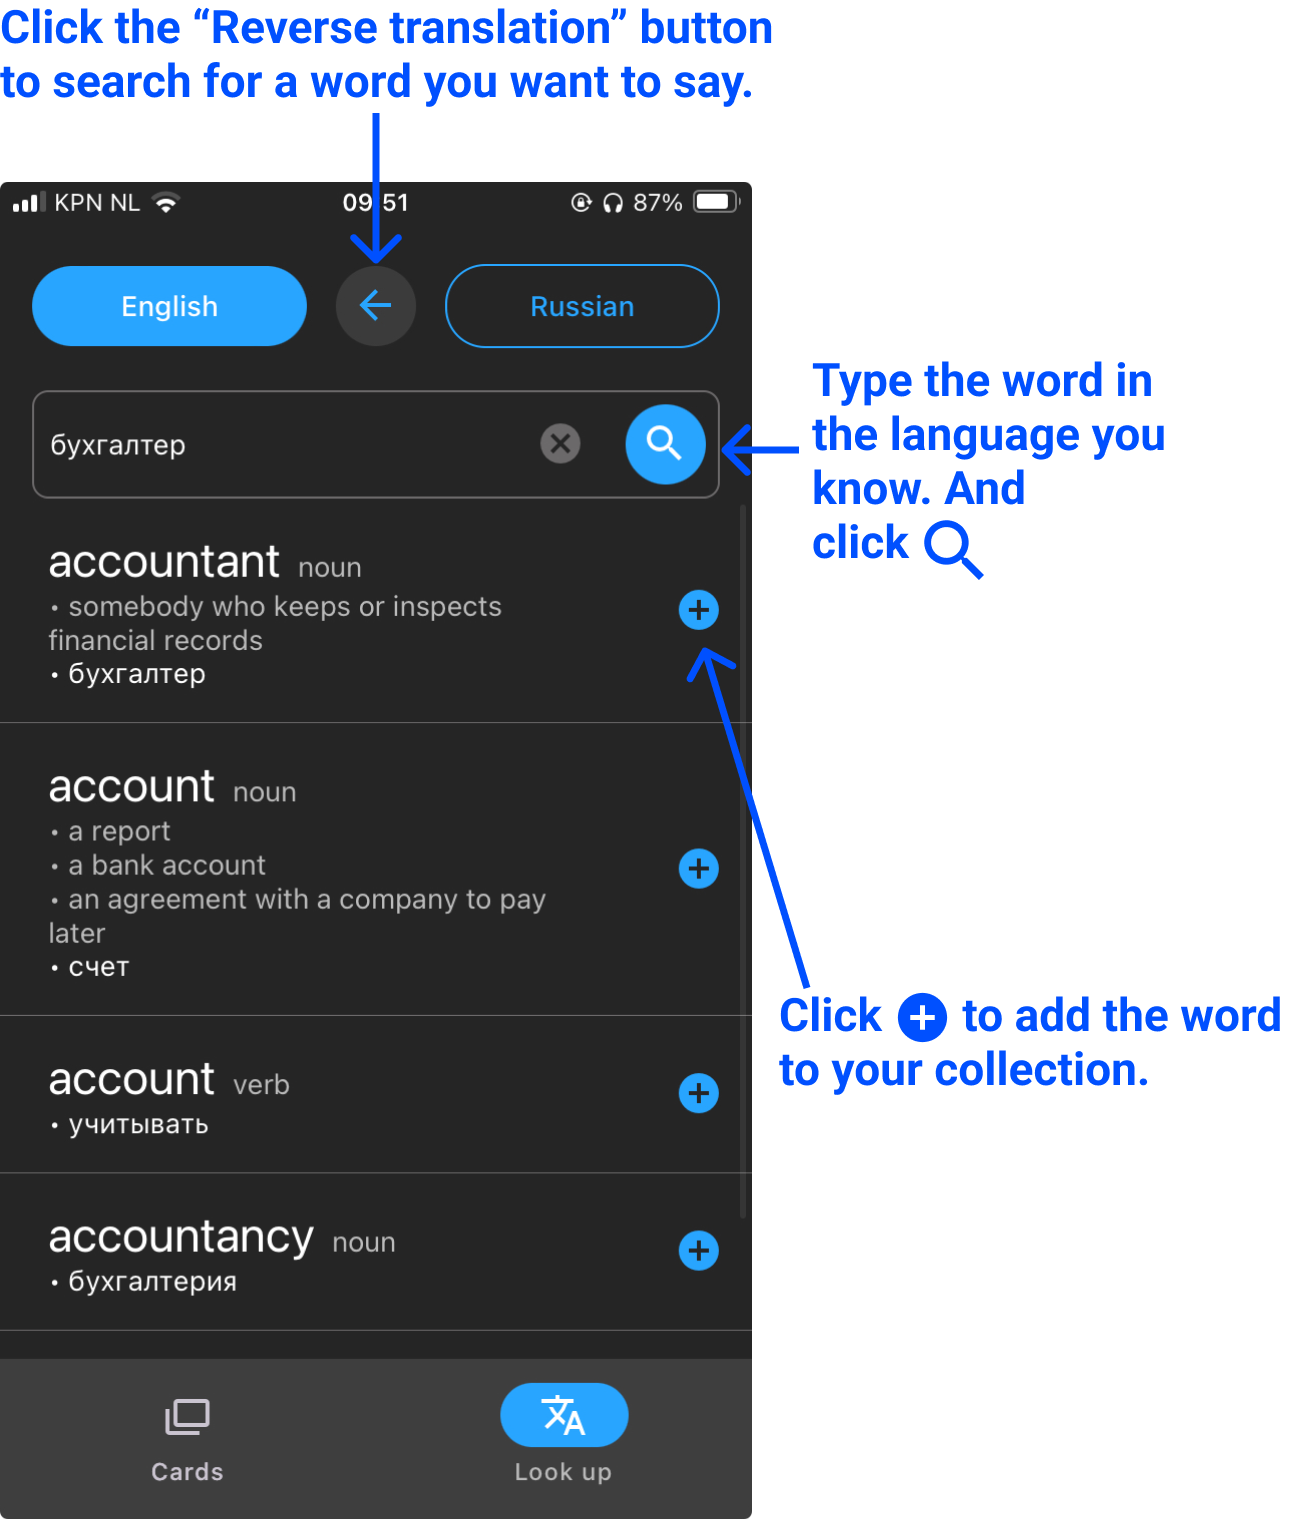 Click the “Reverse translation” button
to search for a word you want to say.
KPN NL 09:51 87%
English Russian
бухгалтер
Type the word in
the language you
know. And
click
accountant noun
• somebody who keeps or inspects
financial records
• бухгалтер
account noun
• a report
• a bank account
• an agreement with a company to pay
later
• счет
Click to add the word
to your collection.
account verb
• учитывать
accountancy noun
• бухгалтерия
Cards Look up